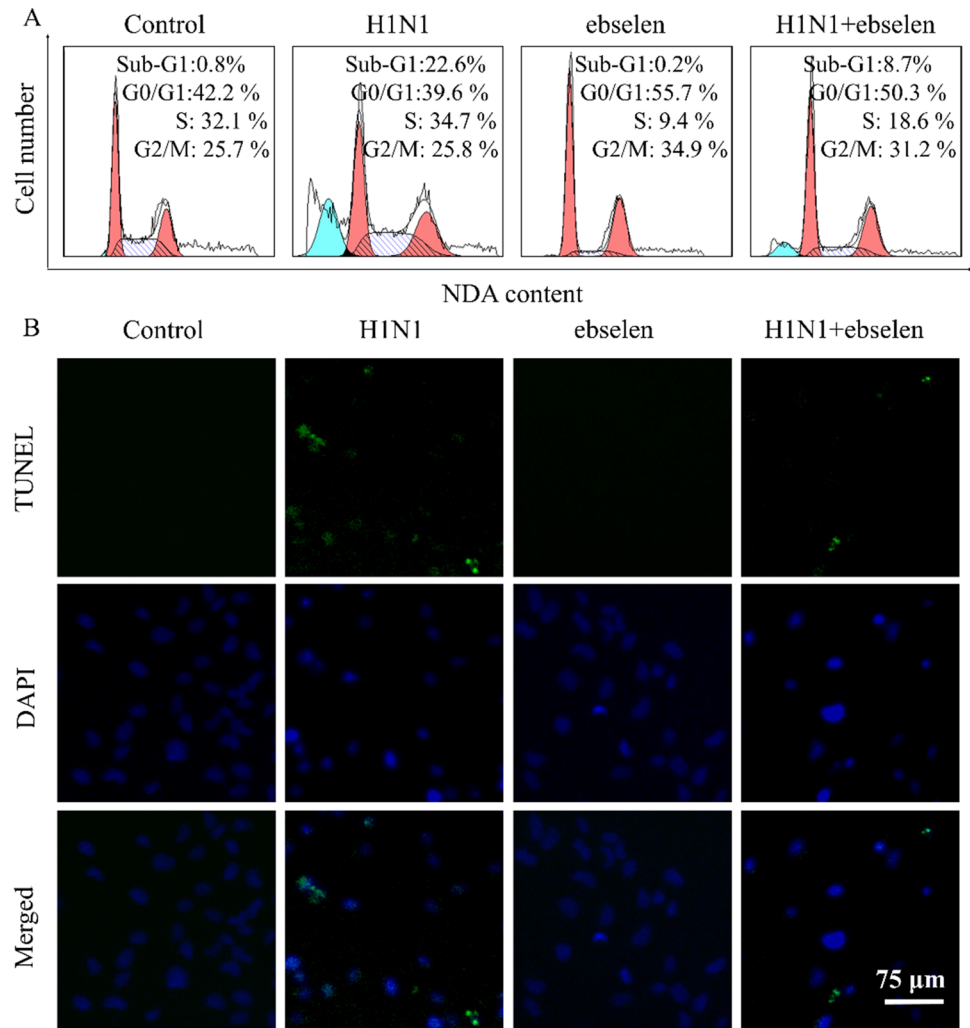 A
Control
H1N1
ebselen
H1N1+ebselen
Cell number
Sub-G1:0.8%
G0/G1:42.2 %
S: 32.1 %
G2/M: 25.7 %
Sub-G1:22.6%
G0/G1:39.6 %
S: 34.7 %
G2/M: 25.8 %
Sub-G1:0.2%
G0/G1:55.7 %
S: 9.4 %
G2/M: 34.9 %
Sub-G1:8.7%
G0/G1:50.3 %
S: 18.6 %
G2/M: 31.2 %
NDA content
B
Control
H1N1
ebselen
H1N1+ebselen
TUNEL
DAPI
Merged
75 μm